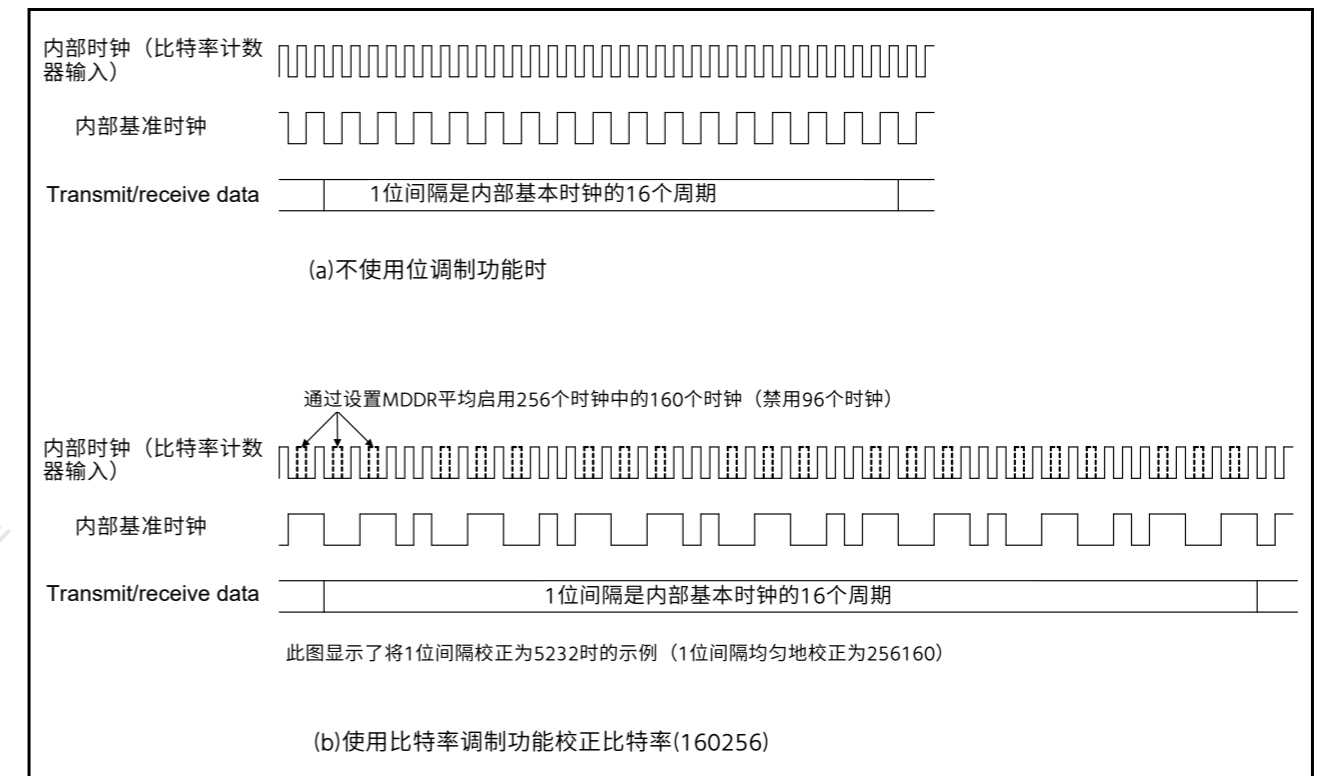 内部时钟（比特率计数
器输入）
内部基准时钟
Transmit/receive data
1位间隔是内部基本时钟的16个周期
(a)不使用位调制功能时
通过设置MDDR平均启用256个时钟中的160个时钟（禁用96个时钟）
内部时钟（比特率计数
器输入）
内部基准时钟
Transmit/receive data
1位间隔是内部基本时钟的16个周期
此图显示了将1位间隔校正为5232时的示例（1位间隔均匀地校正为256160）
(b)使用比特率调制功能校正比特率(160256)